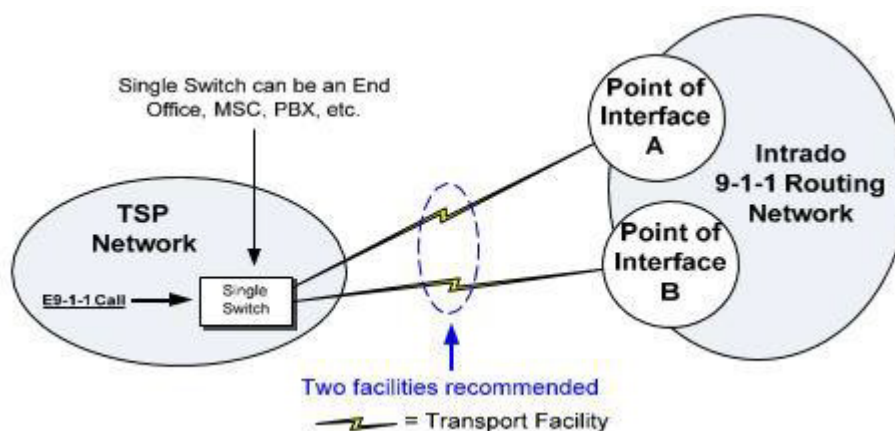 Single Switch can be an End
Office, MSC, PBX, etc.
Point of
Interface
A
Intrado
9-1-1 Routing
Network
TSP
Network
Point of
Interface
B
E9-1-1 Call
Single
Switch
Two facilities recommended
= Transport Facility